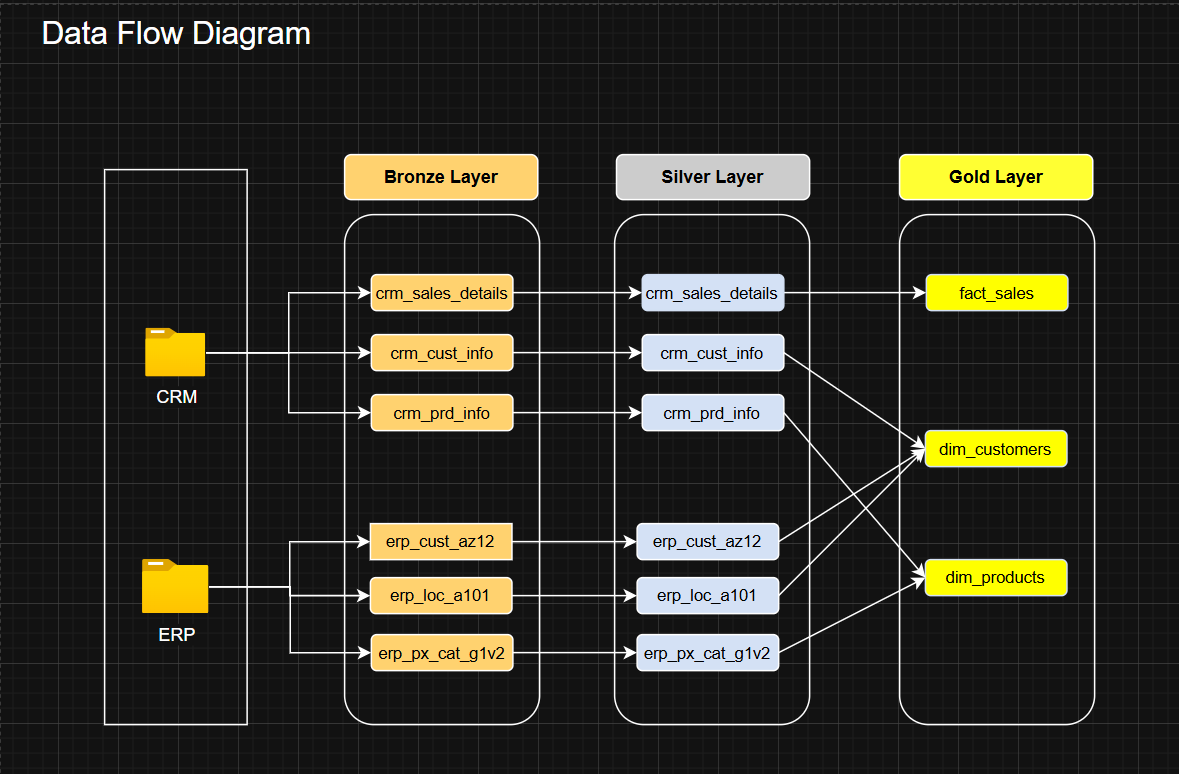 Data Flow Diagram
Bronze Layer
Silver Layer
Gold Layer
crm_sales_details
crm_sales_details
fact_sales
crm_cust_info
crm_cust_info
CRM
crm_prd_info
crm_prd_info
dim_customers
erp_cust_az12
erp_cust_az12
dim_products
erp_loc_a101
erp_loc_a101
ERP
erp_px_cat_g1v2
erp_px_cat_g1v2